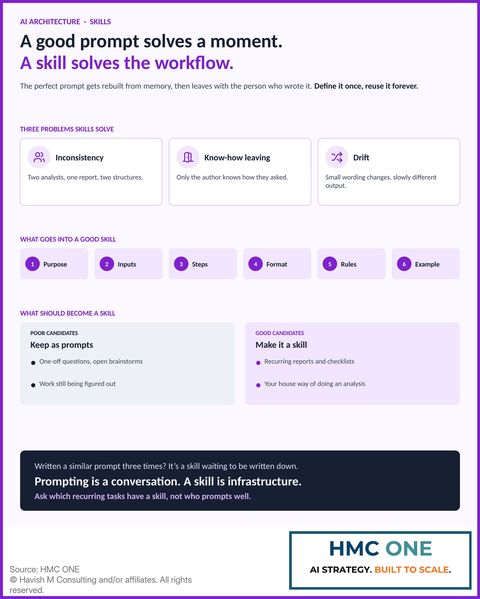 AI ARCHITECTURE · SKILLS
A good prompt solves a moment.
A skill solves the workflow.
The perfect prompt gets rebuilt from memory, then leaves with the person who wrote it. Define it once, reuse it forever.
THREE PROBLEMS SKILLS SOLVE
Inconsistency
Two analysts, one report, two structures.
Know-how leaving
Only the author knows how they asked.
Drift
Small wording changes, slowly different
output.
WHAT GOES INTO A GOOD SKILL
1 Purpose
2 Inputs
3 Steps
4 Format
5 Rules
6 Example
WHAT SHOULD BECOME A SKILL
POOR CANDIDATES
Keep as prompts
One-off questions, open brainstorms
Work still being figured out
GOOD CANDIDATES
Make it a skill
Recurring reports and checklists
Your house way of doing an analysis
Written a similar prompt three times? It's a skill waiting to be written down.
Prompting is a conversation. A skill is infrastructure.
Ask which recurring tasks have a skill, not who prompts well.
HMC ONE
AI STRATEGY. BUILT TO SCALE.
Source: HMC ONE
© Havish M Consulting and/or affiliates. All rights
reserved.